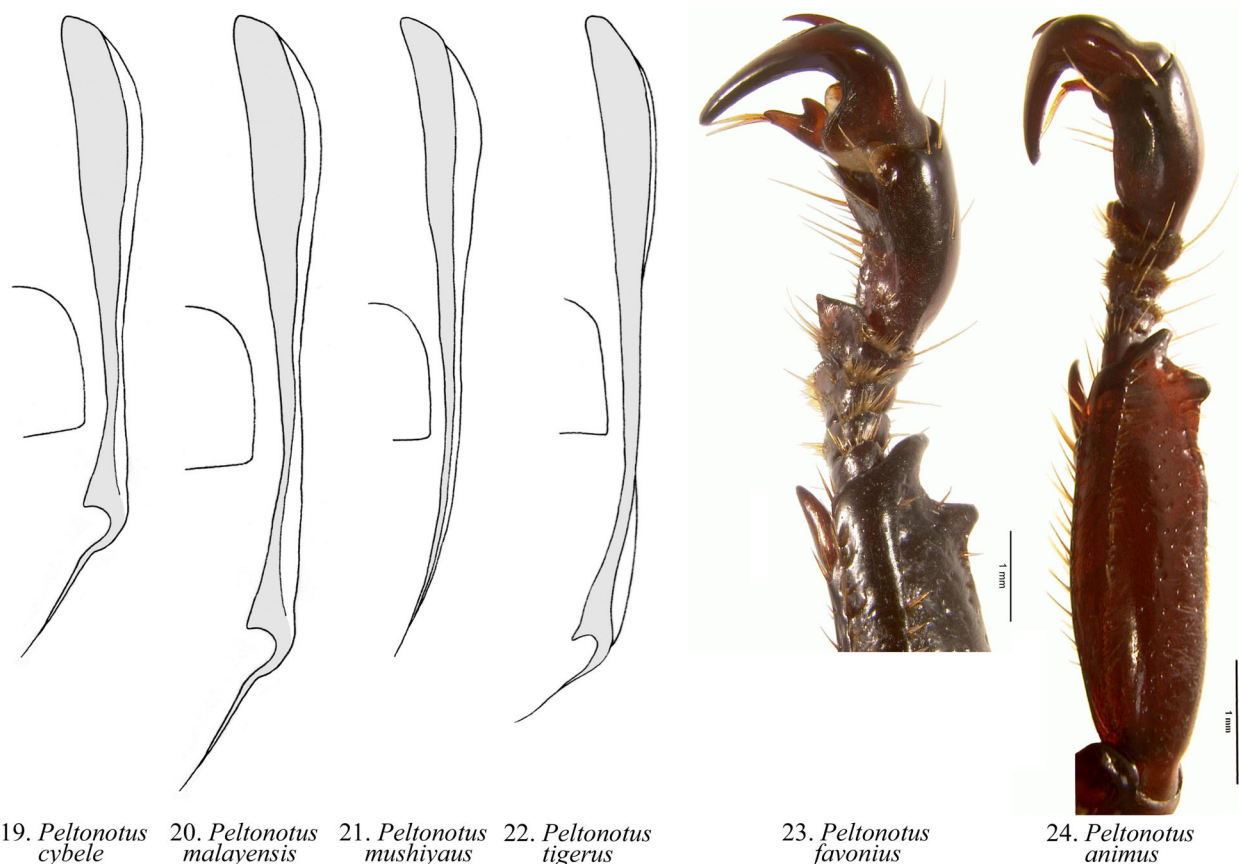 1 mm
1 mm
19. Peltonotus cybele
20. Peltonotus malayensis
21. Peltonotus mushiyaus
22. Peltonotus tigerus
23. Peltonotus favonius
24. Peltonotus animus